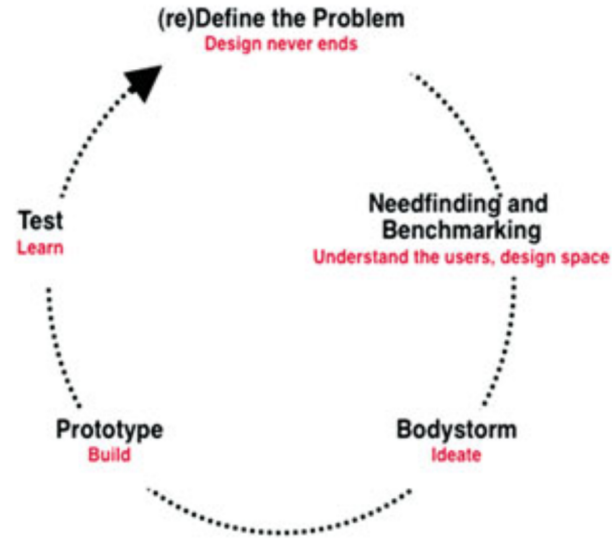 (re)Define the Problem
Design never ends
Needfinding and
Benchmarking
Understand the users, design space
Bodystorm
Ideate
Prototype
Build
Test
Learn